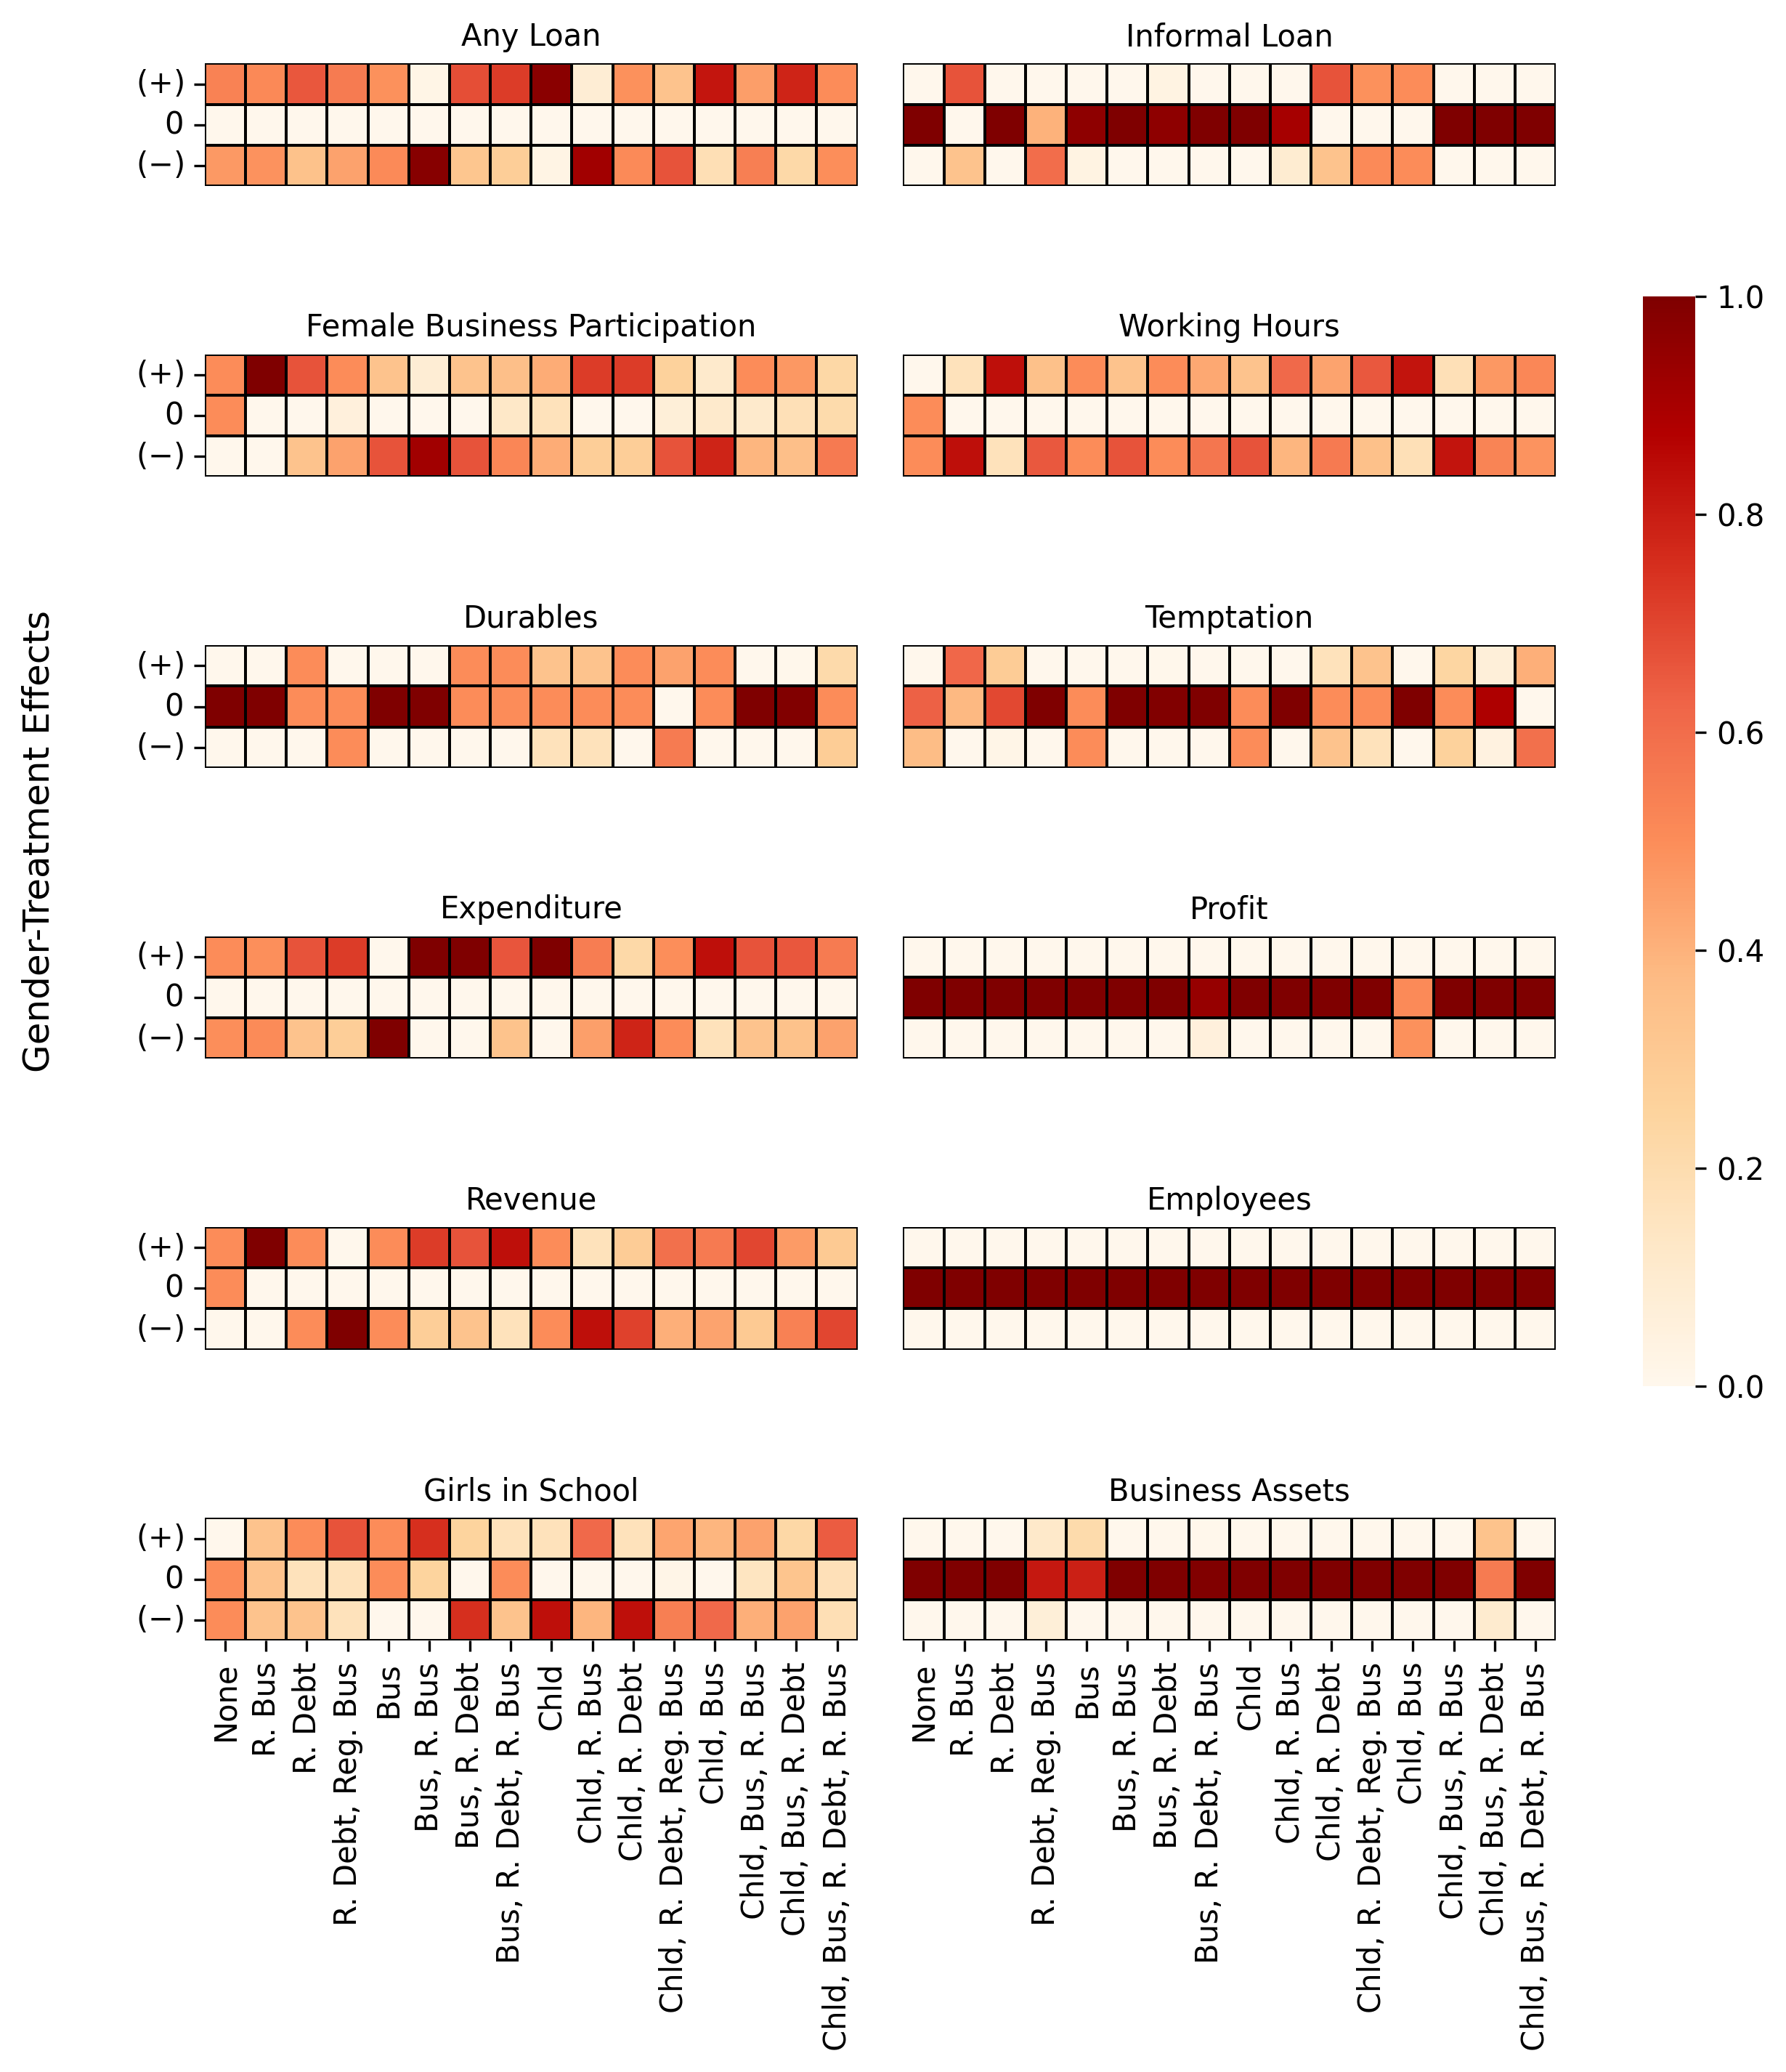 Any Loan
Informal Loan
(+)
0
(−)
Female Business Participation
Working Hours
(+)
0
(−)
Durables
Temptation
(+)
0
(−)
Expenditure
Profit
(+)
0
(−)
Revenue
Employees
(+)
0
(−)
Girls in School
Business Assets
(+)
0
(−)
Gender-Treatment Effects
None
R. Bus
R. Debt
R. Debt, Reg. Bus
Bus
Bus, R. Bus
Bus, R. Debt
Bus, R. Debt, R. Bus
Chld
Chld, R. Bus
Chld, R. Debt
Chld, R. Debt, Reg. Bus
Chld, Bus
Chld, Bus, R. Bus
Chld, Bus, R. Debt
Chld, Bus, R. Debt, R. Bus
None
R. Bus
R. Debt
R. Debt, Reg. Bus
Bus
Bus, R. Bus
Bus, R. Debt
Bus, R. Debt, R. Bus
Chld
Chld, R. Bus
Chld, R. Debt
Chld, R. Debt, Reg. Bus
Chld, Bus
Chld, Bus, R. Bus
Chld, Bus, R. Debt
Chld, Bus, R. Debt, R. Bus
1.0
0.8
0.6
0.4
0.2
0.0